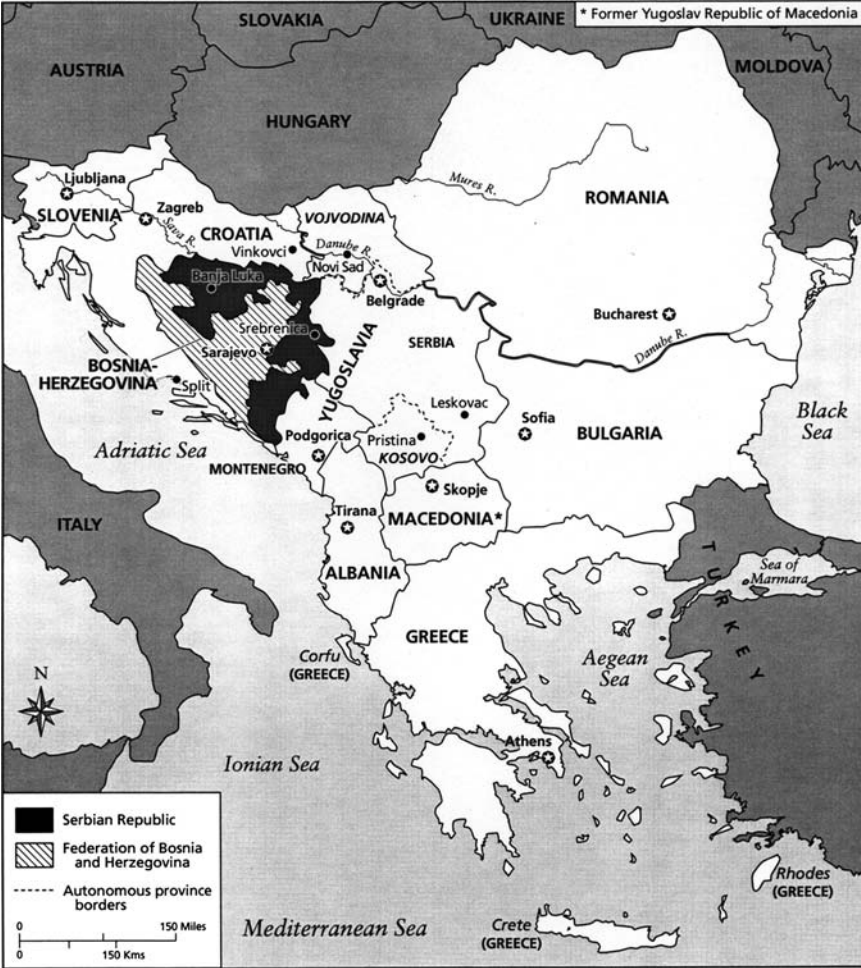 * Former Yugoslav Republic of Macedonia
SLOVAKIA
UKRAINE
AUSTRIA
MOLDOVA
HUNGARY
Ljubljana
SLOVENIA
Zagreb
Sava R.
CROATIA
Vinkovci
VOJVODINA
Danube R.
Novi Sad
Belgrade
Mures R.
ROMANIA
Bucharest
Danube R.
Banja Luka
Srebrenica
Sarajevo
BOSNIA-
HERZEGOVINA
Split
YUGOSLAVIA
SERBIA
Leskovac
Pristina
KOSOVO
Sofia
BULGARIA
Black
Sea
Adriatic Sea
Podgorica
MONTENEGRO
Skopje
MACEDONIA*
Tirana
ALBANIA
ITALY
TURKEY
Sea of
Marmara
GREECE
Corfu
(GREECE)
Aegean
Sea
N
Ionian Sea
Athens
Serbian Republic
Federation of Bosnia
and Herzegovina
Autonomous province
borders
0 150 Miles
0 150 Kms
Mediterranean Sea
Crete
(GREECE)
Rhodes
(GREECE)